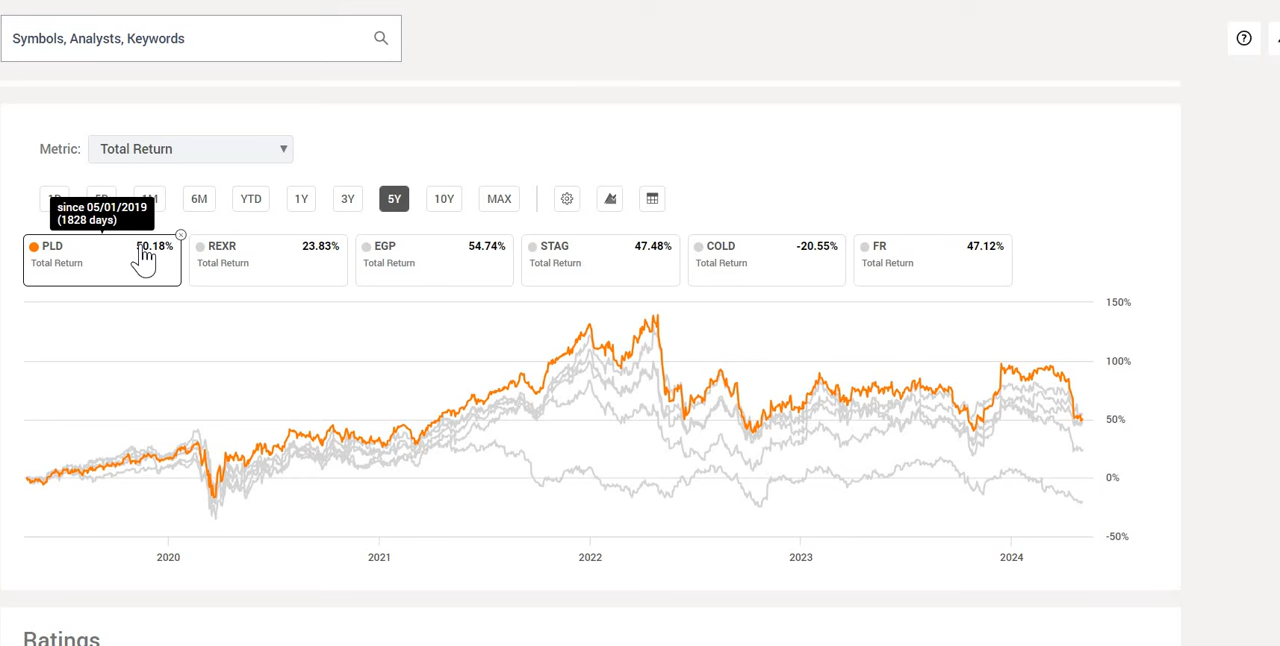 Symbols, Analysts, Keywords
Metric: Total Return
6M YTD 1Y 3Y 5Y 10Y MAX
since 05/01/2019
(1828 days)
PLD 50.18%
Total Return
REXR 23.83%
Total Return
EGP 54.74%
Total Return
STAG 47.48%
Total Return
COLD -20.55%
Total Return
FR 47.12%
Total Return
150%
100%
50%
0%
-50%
2020 2021 2022 2023 2024
Ratings